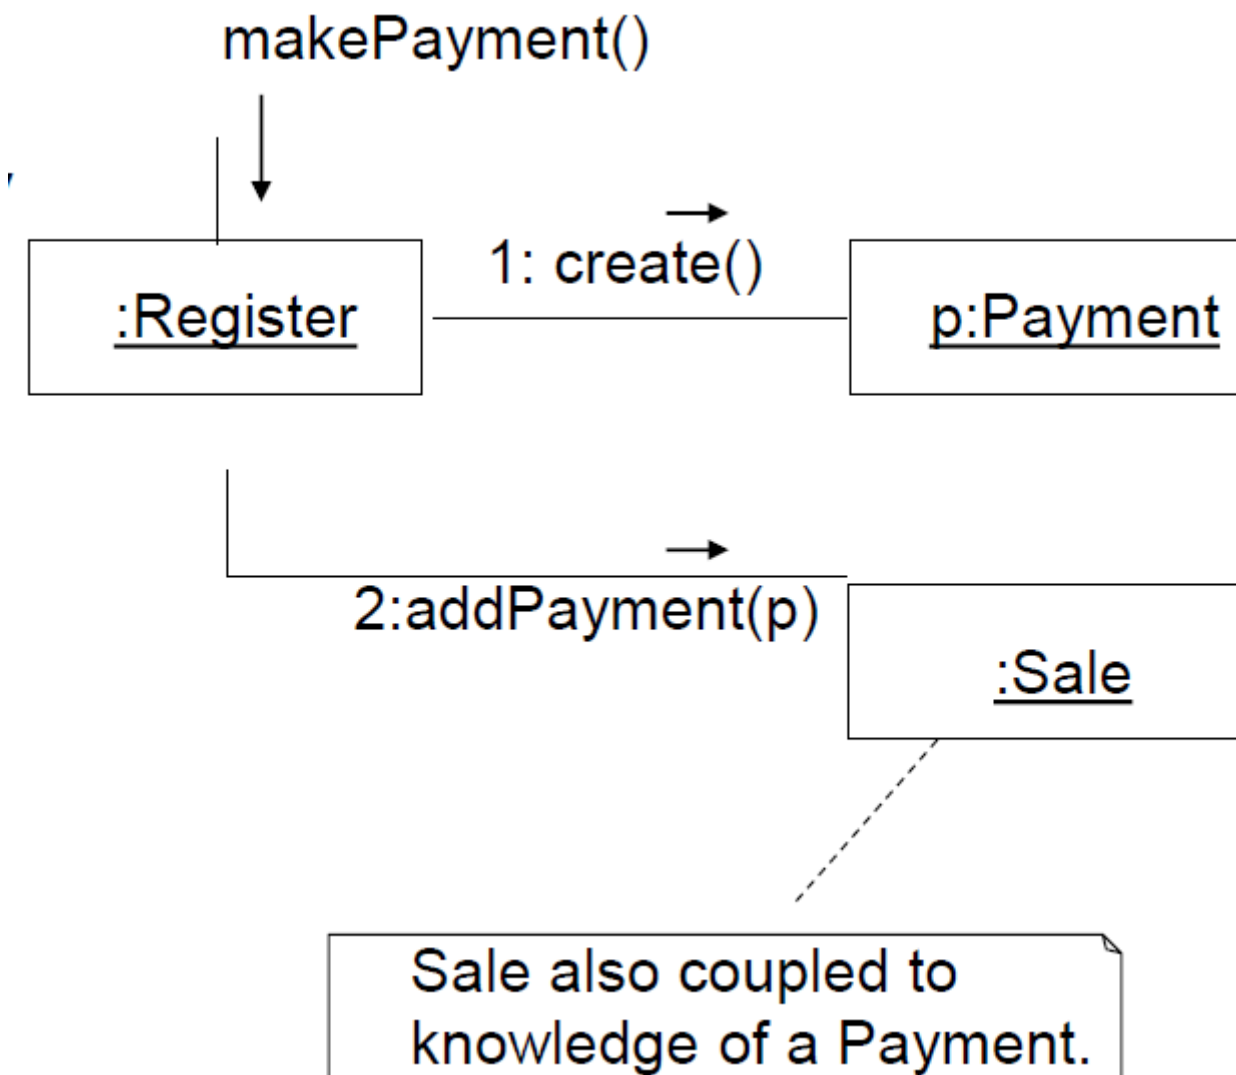 makePayment()
1: create()
:Register
p:Payment
2:addPayment(p)
:Sale
Sale also coupled to
knowledge of a Payment.